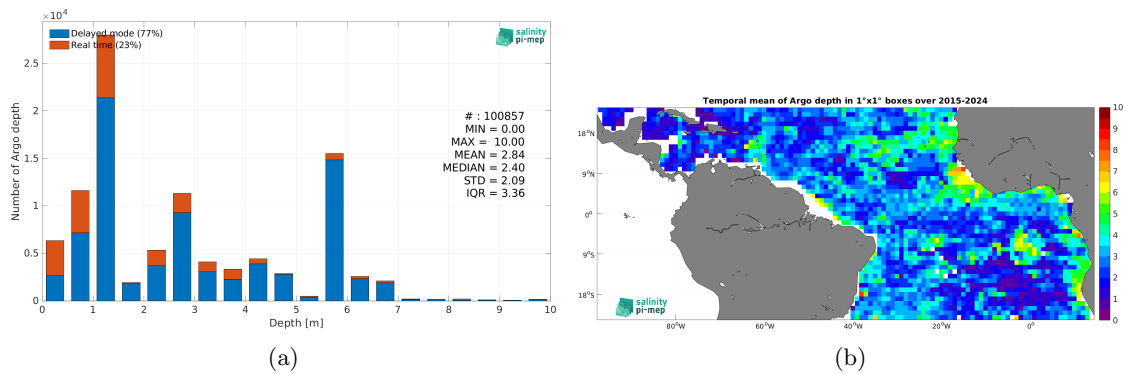 ×10⁴
Delayed mode (77%)
Real time (23%)
salinity
pi-mep
2.5
2
1.5
1
0.5
0
Number of Argo depth
# : 100857
MIN = 0.00
MAX = 10.00
MEAN = 2.84
MEDIAN = 2.40
STD = 2.09
IQR = 3.36
0 1 2 3 4 5 6 7 8 9 10
Depth [m]
(a)
Temporal mean of Argo depth in 1°x1° boxes over 2015-2024
18°N
9°N
0°
9°S
18°S
80°W 60°W 40°W 20°W 0°
10
9
8
7
6
5
4
3
2
1
0
salinity
pi-mep
(b)